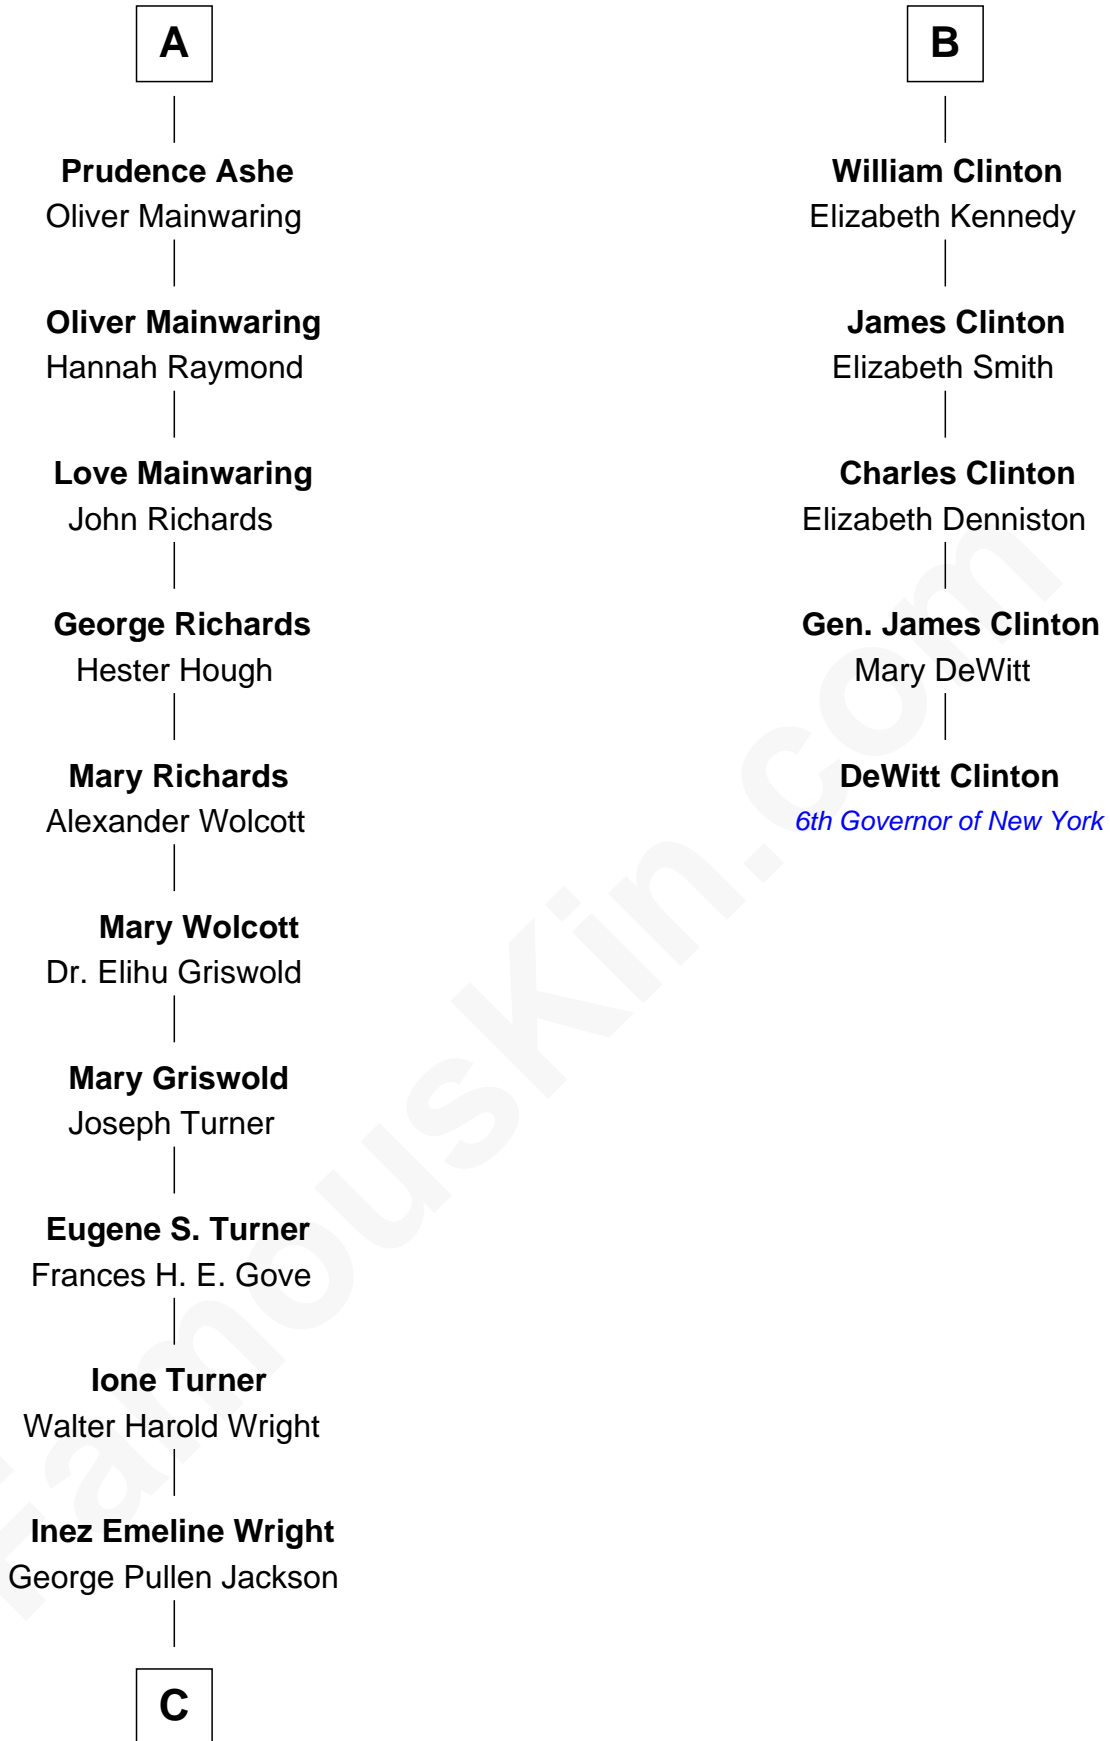 A
Prudence Ashe
Oliver Mainwaring
Oliver Mainwaring
Hannah Raymond
Love Mainwaring
John Richards
George Richards
Hester Hough
Mary Richards
Alexander Wolcott
Mary Wolcott
Dr. Elihu Griswold
Mary Griswold
Joseph Turner
Eugene S. Turner
Frances H. E. Gove
Ione Turner
Walter Harold Wright
Inez Emeline Wright
George Pullen Jackson
C
B
William Clinton
Elizabeth Kennedy
James Clinton
Elizabeth Smith
Charles Clinton
Elizabeth Denniston
Gen. James Clinton
Mary DeWitt
DeWitt Clinton
6th Governor of New York
FamousKin.com